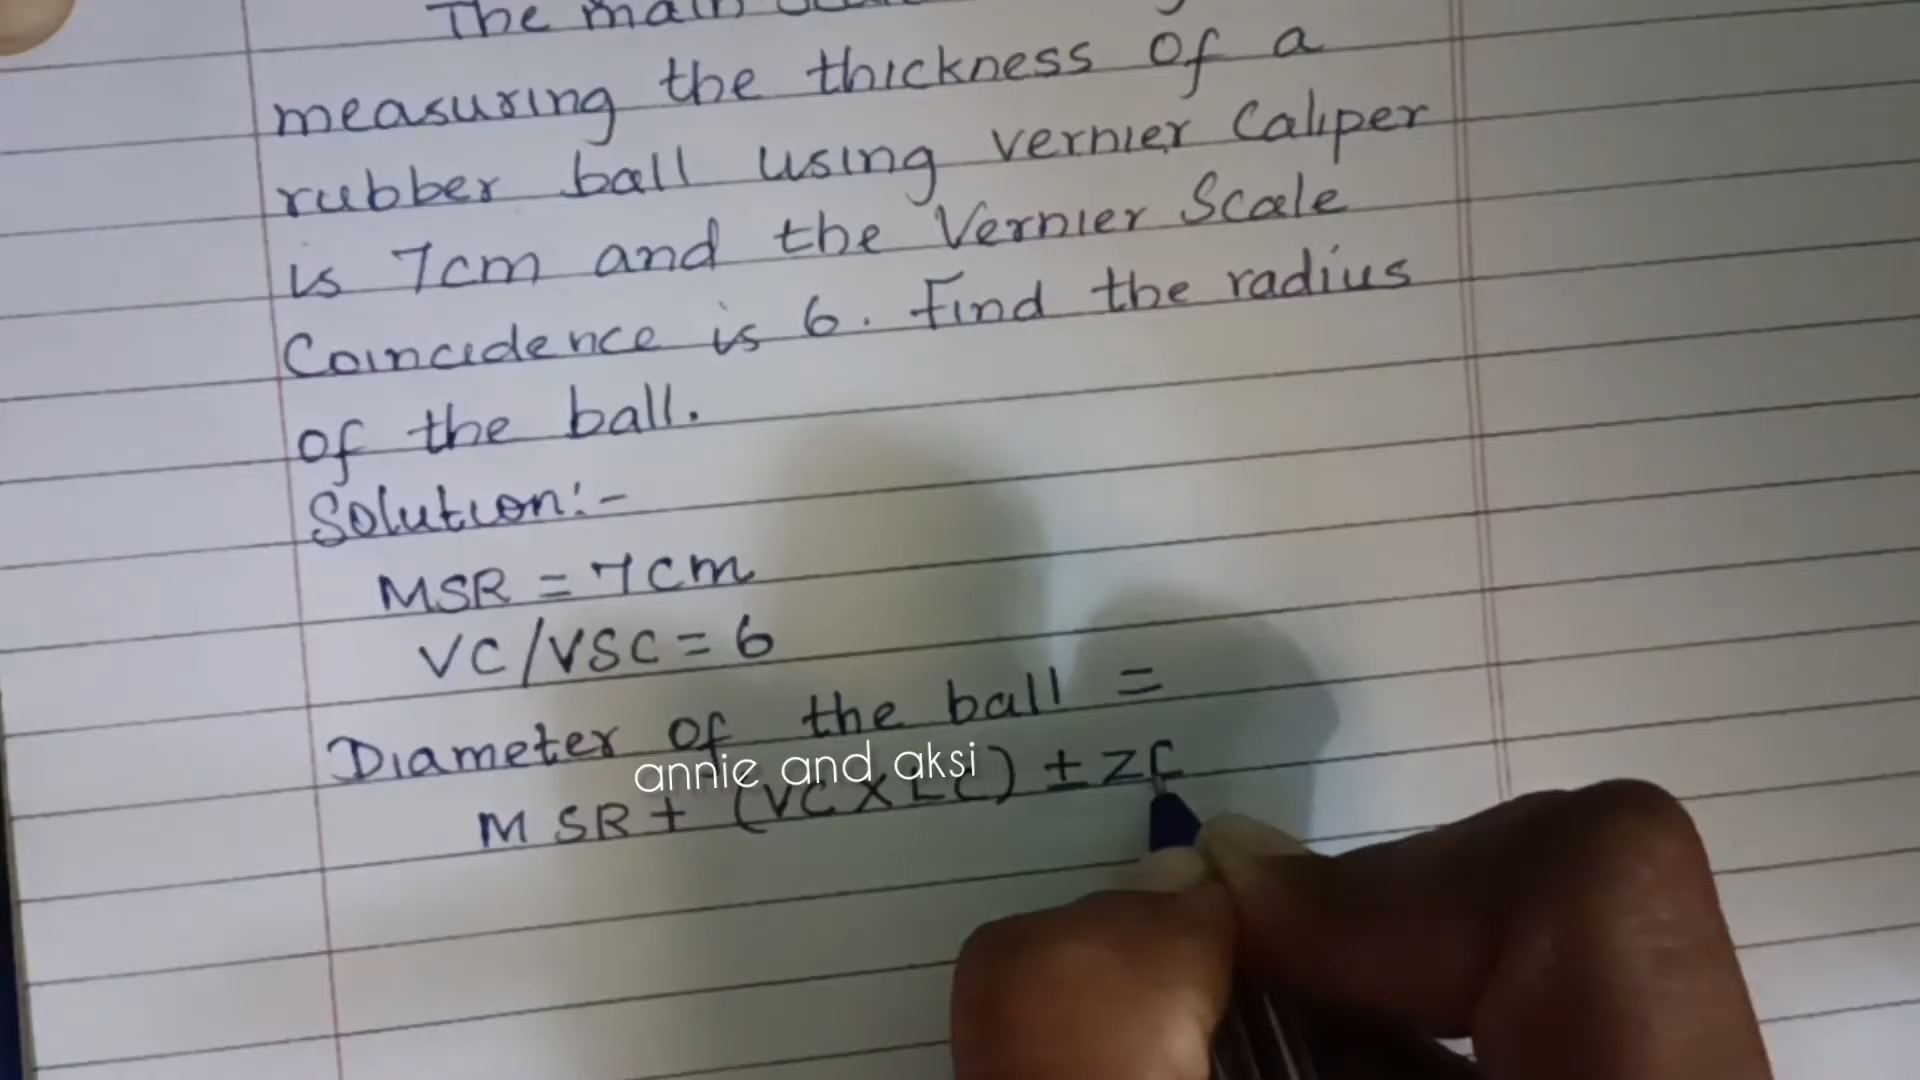 The main
measuring the thickness of a
rubber ball using vernier Caliper
is 7cm and the Vernier Scale
Coincidence is 6. Find the radius
of the ball.
Solution:-
MSR = 7cm
VC/VSC = 6
Diameter of the ball =
annie and aksi
MSR + (VC X LC) ± ZC